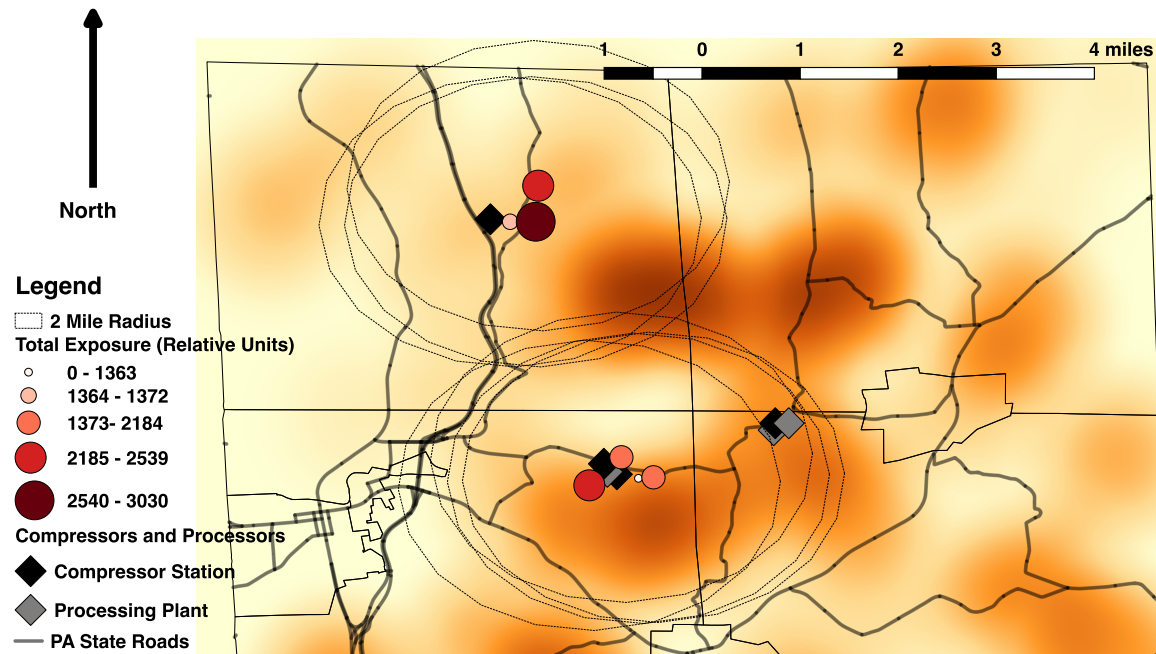 1 0 1 2 3 4 miles
North
Legend
2 Mile Radius
Total Exposure (Relative Units)
0 - 1363
1364 - 1372
1373- 2184
2185 - 2539
2540 - 3030
Compressors and Processors
Compressor Station
Processing Plant
PA State Roads